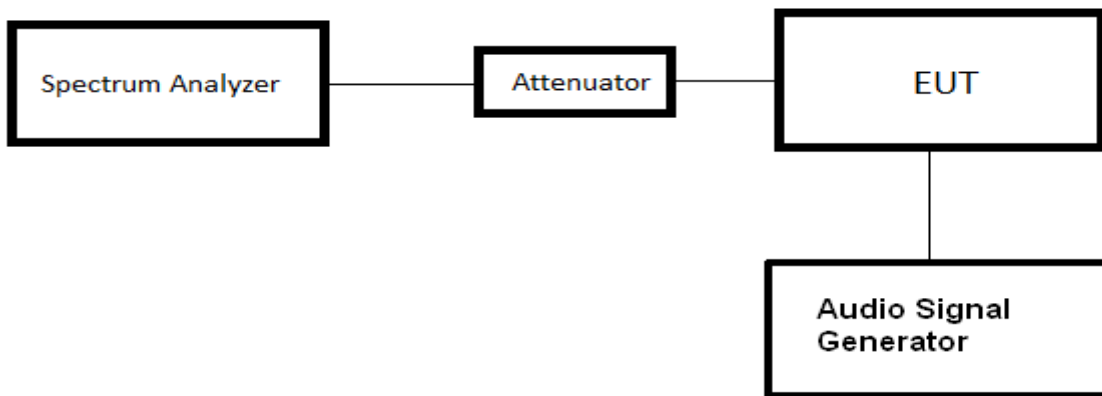 Spectrum Analyzer
Attenuator
EUT
Audio Signal
Generator